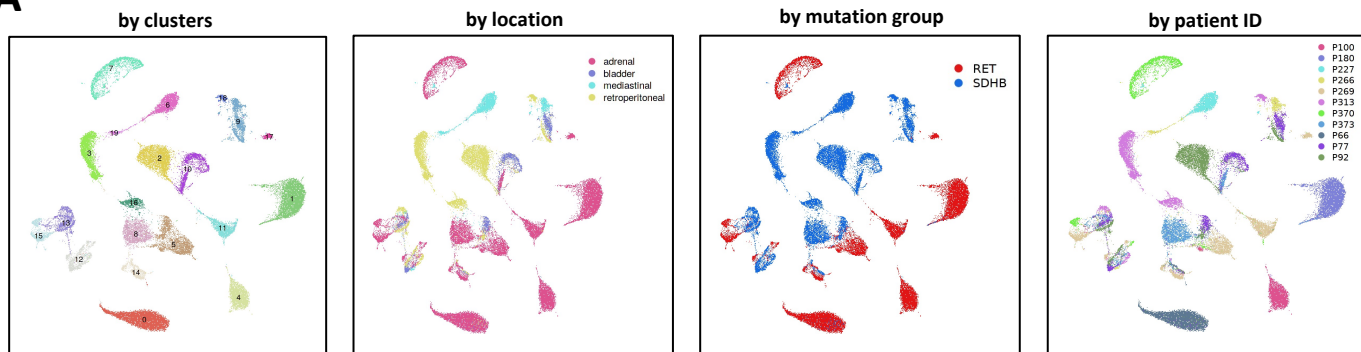 A
by clusters
by location
by mutation group
by patient ID
7
6
18
9
17
19
3
2
10
1
16
13
15
8
5
11
12
14
4
0
adrenal
bladder
mediastinal
retroperitoneal
RET
SDHB
P100
P180
P227
P266
P269
P313
P370
P373
P66
P77
P92